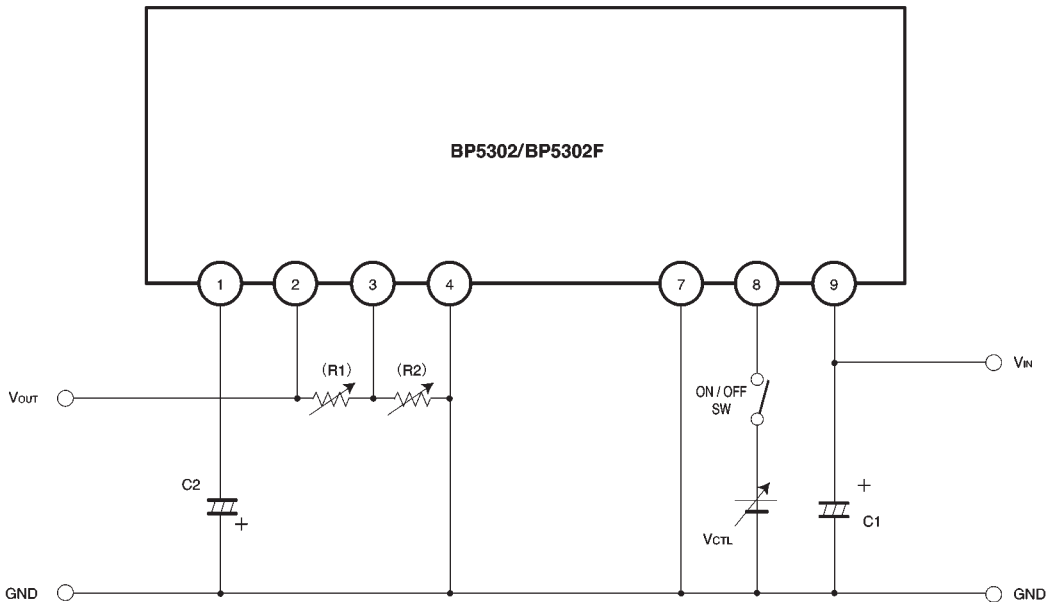 BP5302/BP5302F
1 2 3 4 7 8 9
(R1) (R2)
VIN
ON / OFF
SW
VOUT
C2
+
+
C1
VCTL
GND
GND